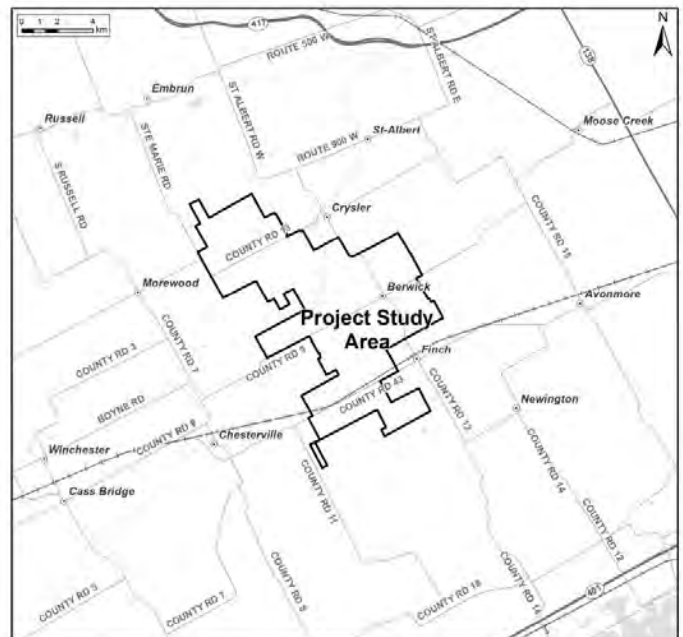 0 1 2 4
km
417
N
ROUTE 500 W
ST ALBERT RD E
138
Embrun
Russell
ST ALBERT RD W
St-Albert
Moose Creek
STE MARIE RD
ROUTE 900 W
S RUSSELL RD
Crysler
COUNTY RD 13
COUNTY RD 15
Morewood
Berwick
Avonmore
Project Study
Area
COUNTY RD 3
COUNTY RD 7
COUNTY RD 9
Finch
COUNTY RD 43
BOYNE RD
COUNTY RD 12
Newington
COUNTY RD 9
Chesterville
Winchester
Cass Bridge
COUNTY RD 11
COUNTY RD 14
COUNTY RD 12
COUNTY RD 5
COUNTY RD 7
COUNTY RD 9
COUNTY RD 18
COUNTY RD 14
401